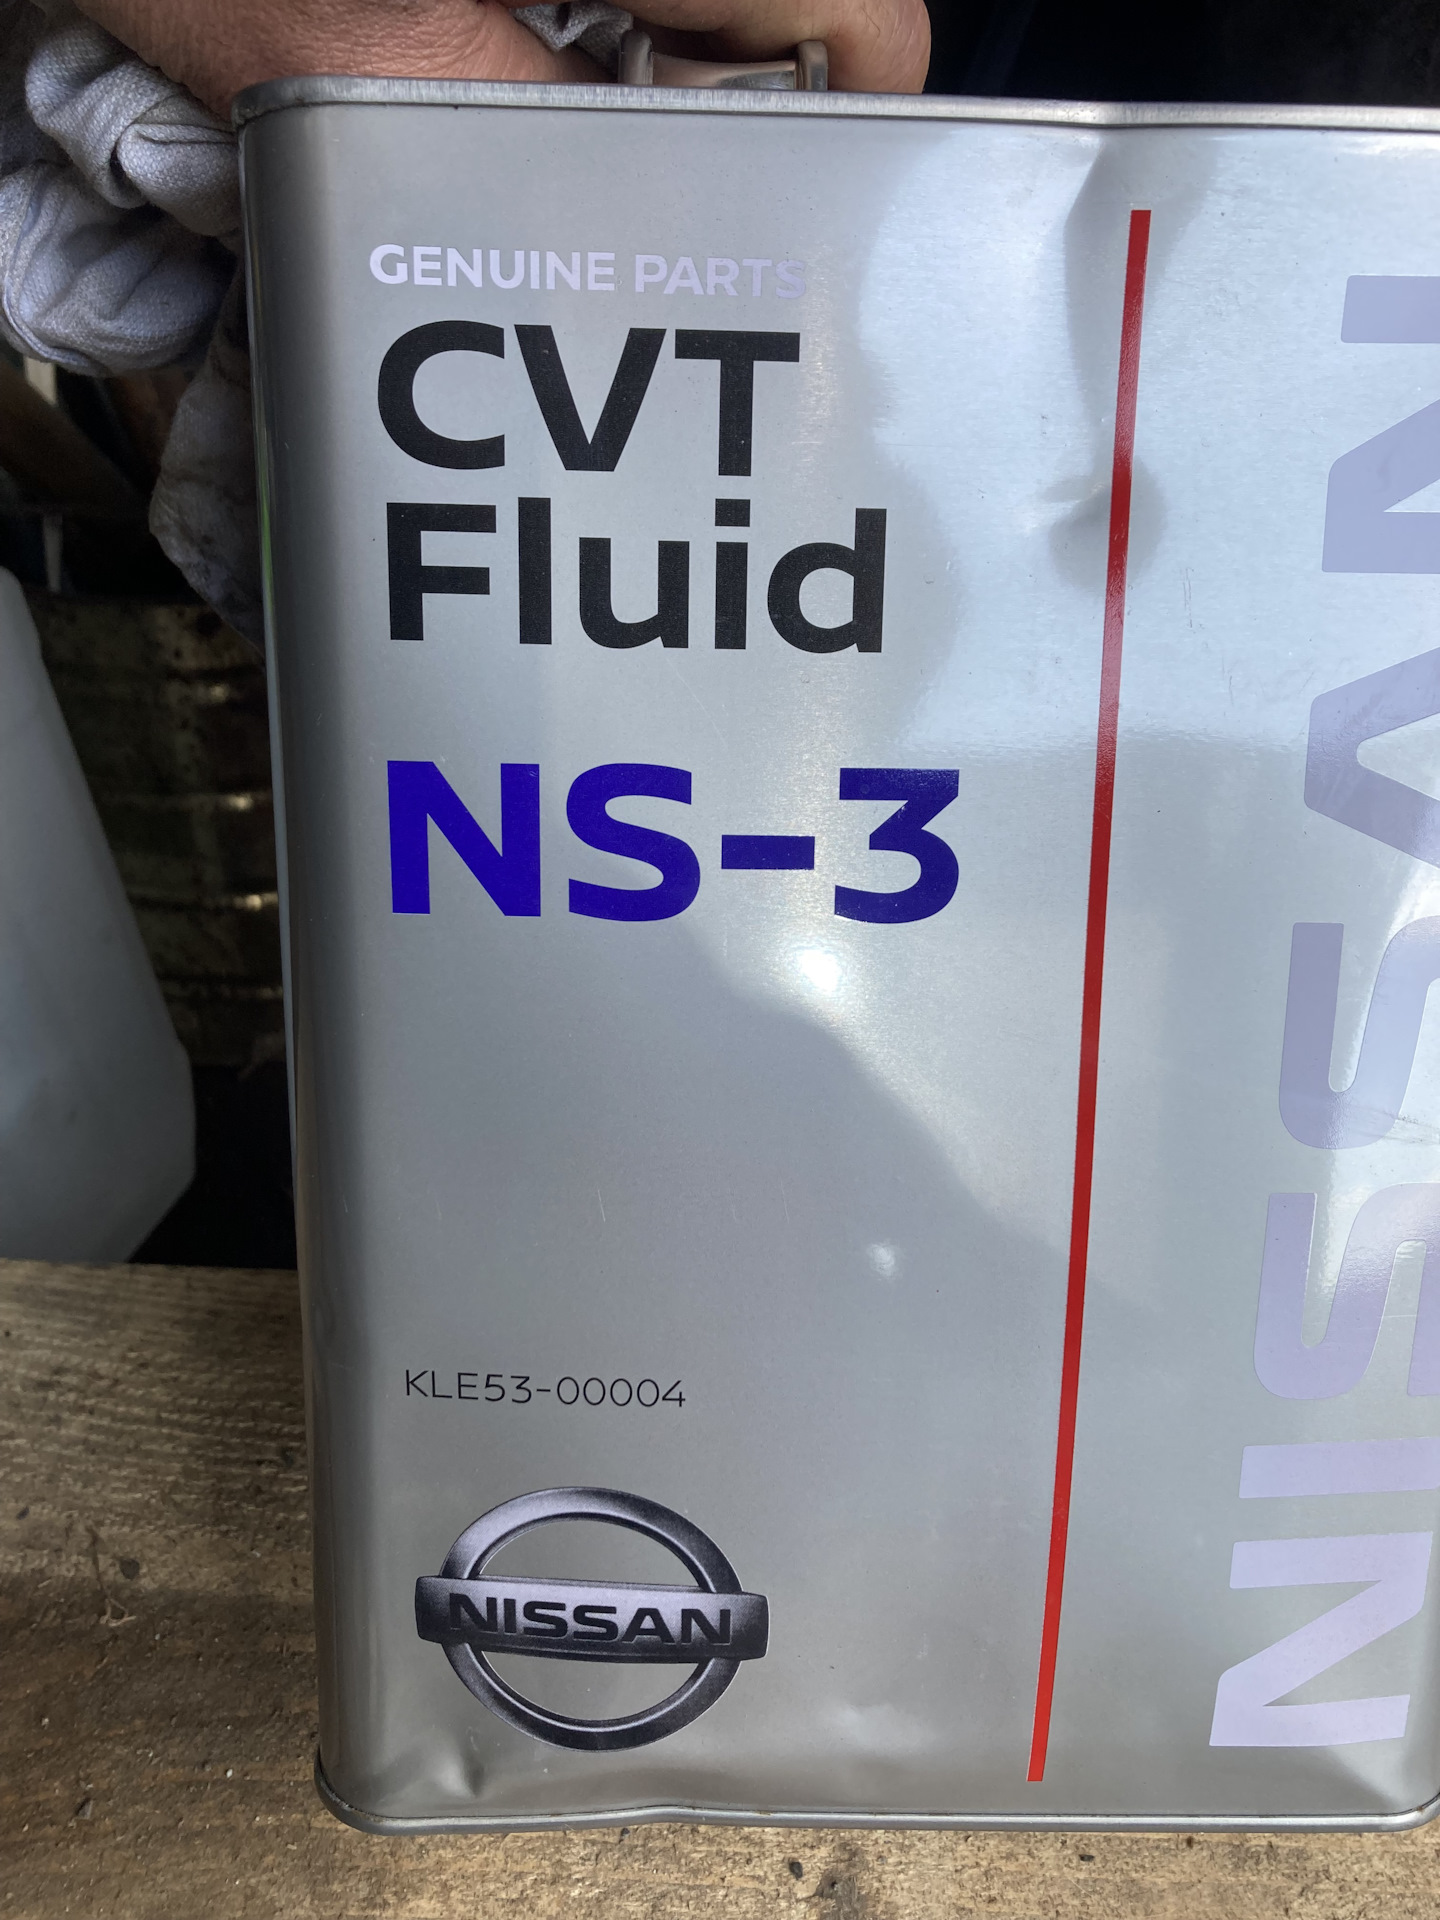 GENUINE PARTS
CVT
Fluid
NS-3
KLE53-00004
NISSAN
NISSAN